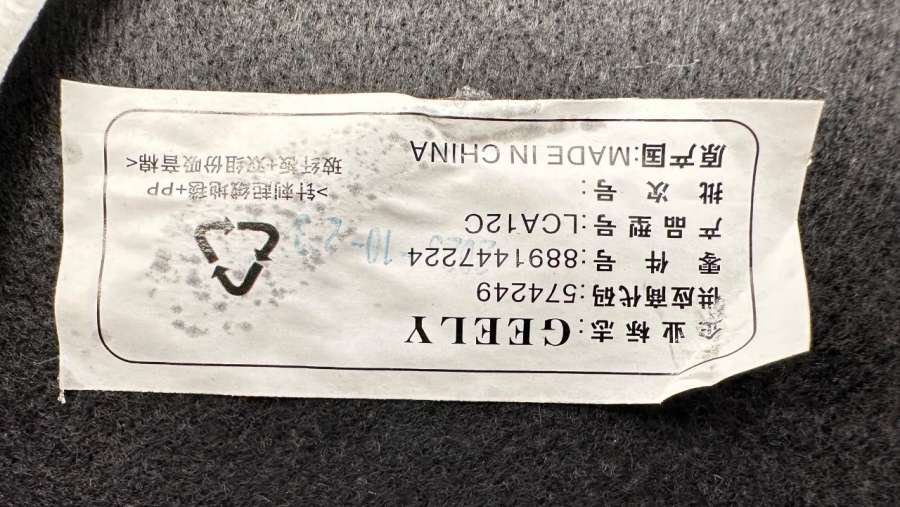 企业标志:GEELY
供应商代码:574249
零件号:8891447224
产品型号:LCA12C
批次号:
原产国:MADE IN CHINA
>针刺起绒地毯+PP
玻纤板+双组份吸音棉<